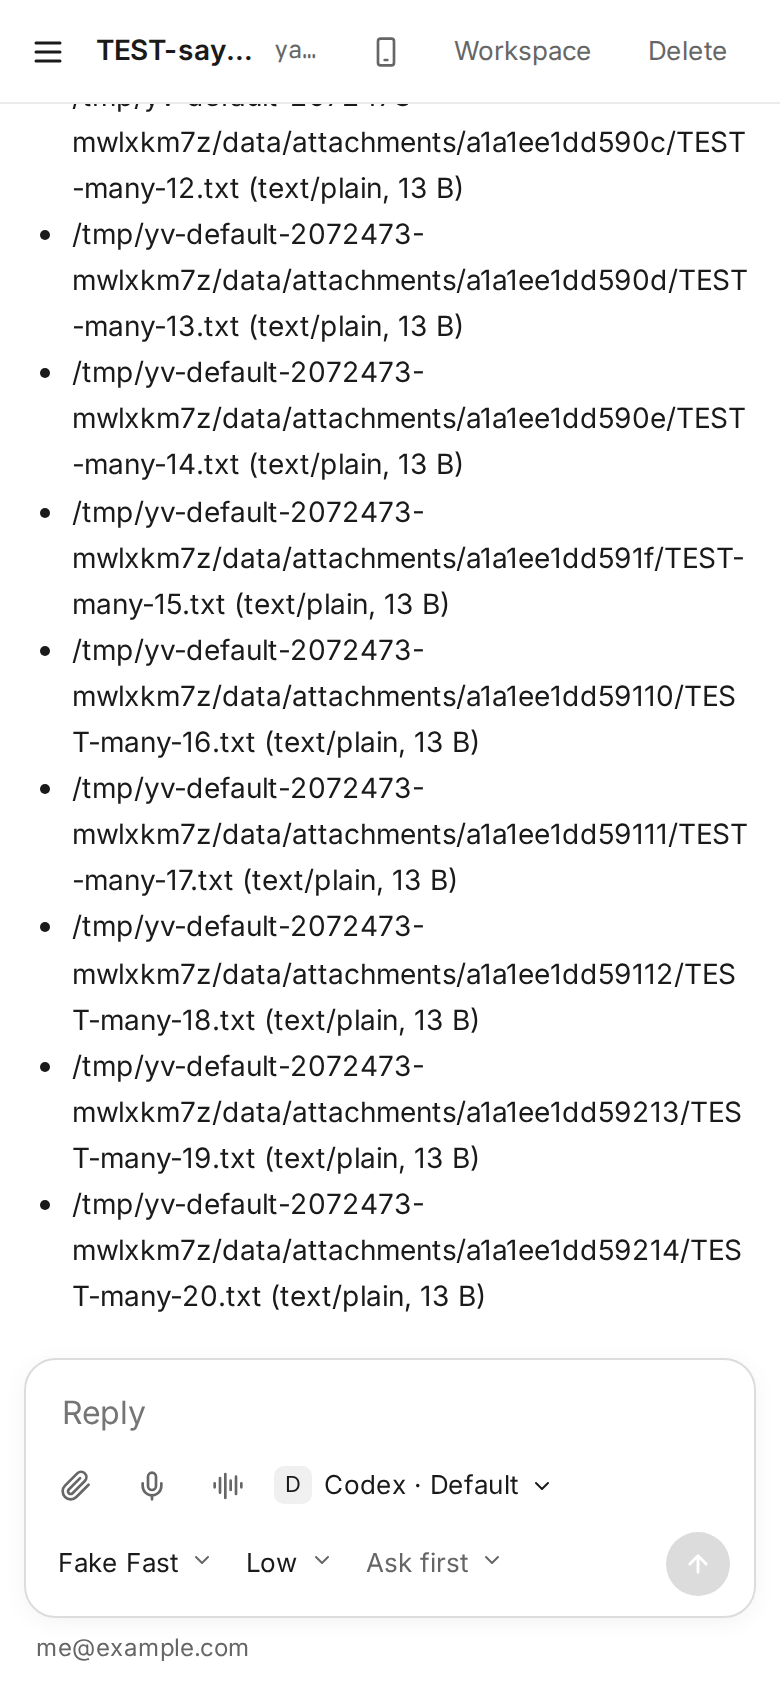 TEST-say... ya... Workspace Delete
/tmp/yv-default-2072473-
mwlxkm7z/data/attachments/a1a1ee1dd590c/TEST
-many-12.txt (text/plain, 13 B)
• /tmp/yv-default-2072473-
mwlxkm7z/data/attachments/a1a1ee1dd590d/TEST
-many-13.txt (text/plain, 13 B)
• /tmp/yv-default-2072473-
mwlxkm7z/data/attachments/a1a1ee1dd590e/TEST
-many-14.txt (text/plain, 13 B)
• /tmp/yv-default-2072473-
mwlxkm7z/data/attachments/a1a1ee1dd591f/TEST-
many-15.txt (text/plain, 13 B)
• /tmp/yv-default-2072473-
mwlxkm7z/data/attachments/a1a1ee1dd59110/TES
T-many-16.txt (text/plain, 13 B)
• /tmp/yv-default-2072473-
mwlxkm7z/data/attachments/a1a1ee1dd59111/TEST
-many-17.txt (text/plain, 13 B)
• /tmp/yv-default-2072473-
mwlxkm7z/data/attachments/a1a1ee1dd59112/TES
T-many-18.txt (text/plain, 13 B)
• /tmp/yv-default-2072473-
mwlxkm7z/data/attachments/a1a1ee1dd59213/TES
T-many-19.txt (text/plain, 13 B)
• /tmp/yv-default-2072473-
mwlxkm7z/data/attachments/a1a1ee1dd59214/TES
T-many-20.txt (text/plain, 13 B)
Reply
D Codex · Default
Fake Fast Low Ask first
me@example.com